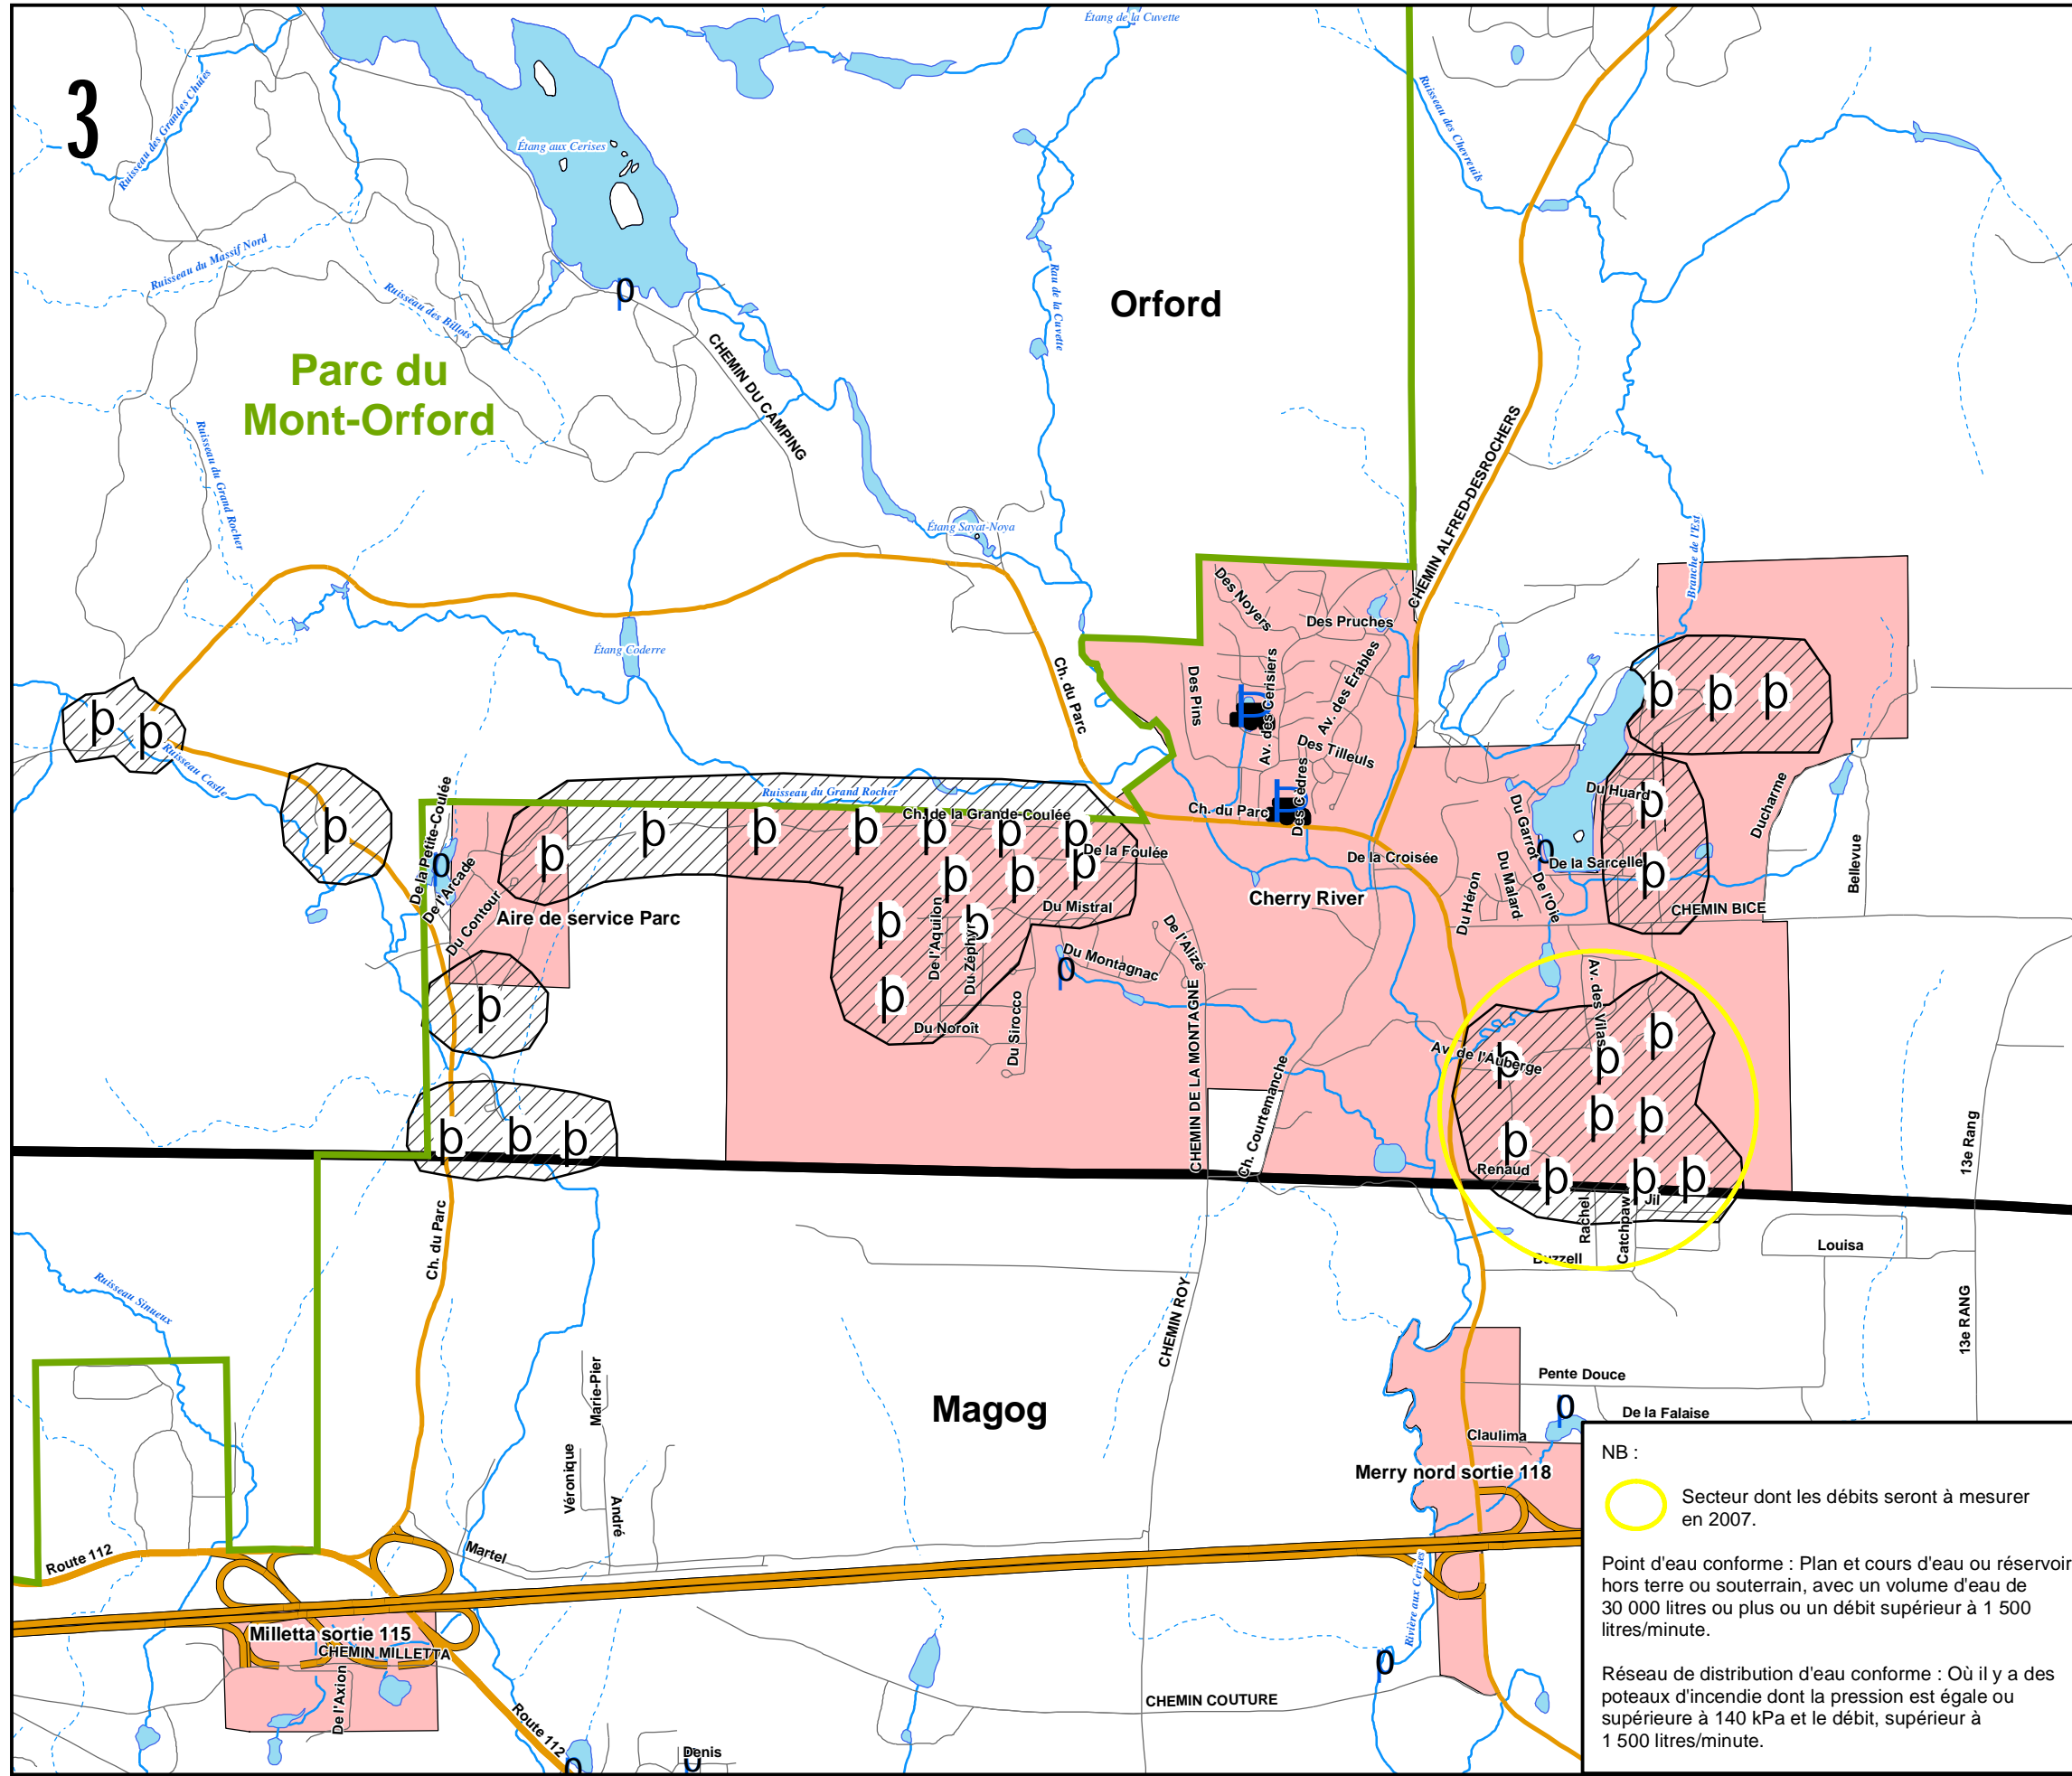 3
Étang de la Cuvette
Ruisseau des Grandes Chutes
Étang aux Cerises
Ruisseau des Chevreuils
Ruisseau du Massif Nord
Ruisseau des Billots
Rau de la Cuvette
Orford
Parc du
Mont-Orford
CHEMIN DU CAMPING
Ruisseau du Grand Rocher
CHEMIN ALFRED-DESROCHERS
Étang Savat-Noya
Branche de l'Est
Des Noyers
Des Pruches
Étang Coderre
Ch. du Parc
Des Pins
Av. des Cerisiers
Av. des Érables
Des Tilleuls
Ruisseau Castle
De la Petite-Coulée
Ruisseau du Grand Rocher
Ch. de la Grande-Coulée
Ch. du Parc
Des Cèdres
Du Huard
Ducharme
Du Garrot
De la Foulée
De la Croisée
De la Sarcelle
Bellevue
De l'Arcade
Du Contour
Aire de service Parc
Du Mistral
Cherry River
Du Héron
Du Malard
De l'Oie
CHEMIN BICE
De l'Aquilon
Du Zéphyr
De l'Alizé
Du Montagnac
Av. des Villas
Du Noroît
Du Sirocco
CHEMIN DE LA MONTAGNE
Ch. Courtemanche
Av. de l'Auberge
13e Rang
Renaud
Rachel
Catchpaw
Jil
Buzzell
Louisa
Ch. du Parc
Ruisseau Sinueux
CHEMIN ROY
13e RANG
Marie-Pier
Pente Douce
Magog
De la Falaise
Véronique
André
Claulima
Merry nord sortie 118
Route 112
Martel
Rivière aux Cerises
Milletta sortie 115
CHEMIN MILLETTA
De l'Axion
Route 112
CHEMIN COUTURE
Denis
NB :
Secteur dont les débits seront à mesurer
en 2007.
Point d'eau conforme : Plan et cours d'eau ou réservoir
hors terre ou souterrain, avec un volume d'eau de
30 000 litres ou plus ou un débit supérieur à 1 500
litres/minute.
Réseau de distribution d'eau conforme : Où il y a des
poteaux d'incendie dont la pression est égale ou
supérieure à 140 kPa et le débit, supérieur à
1 500 litres/minute.